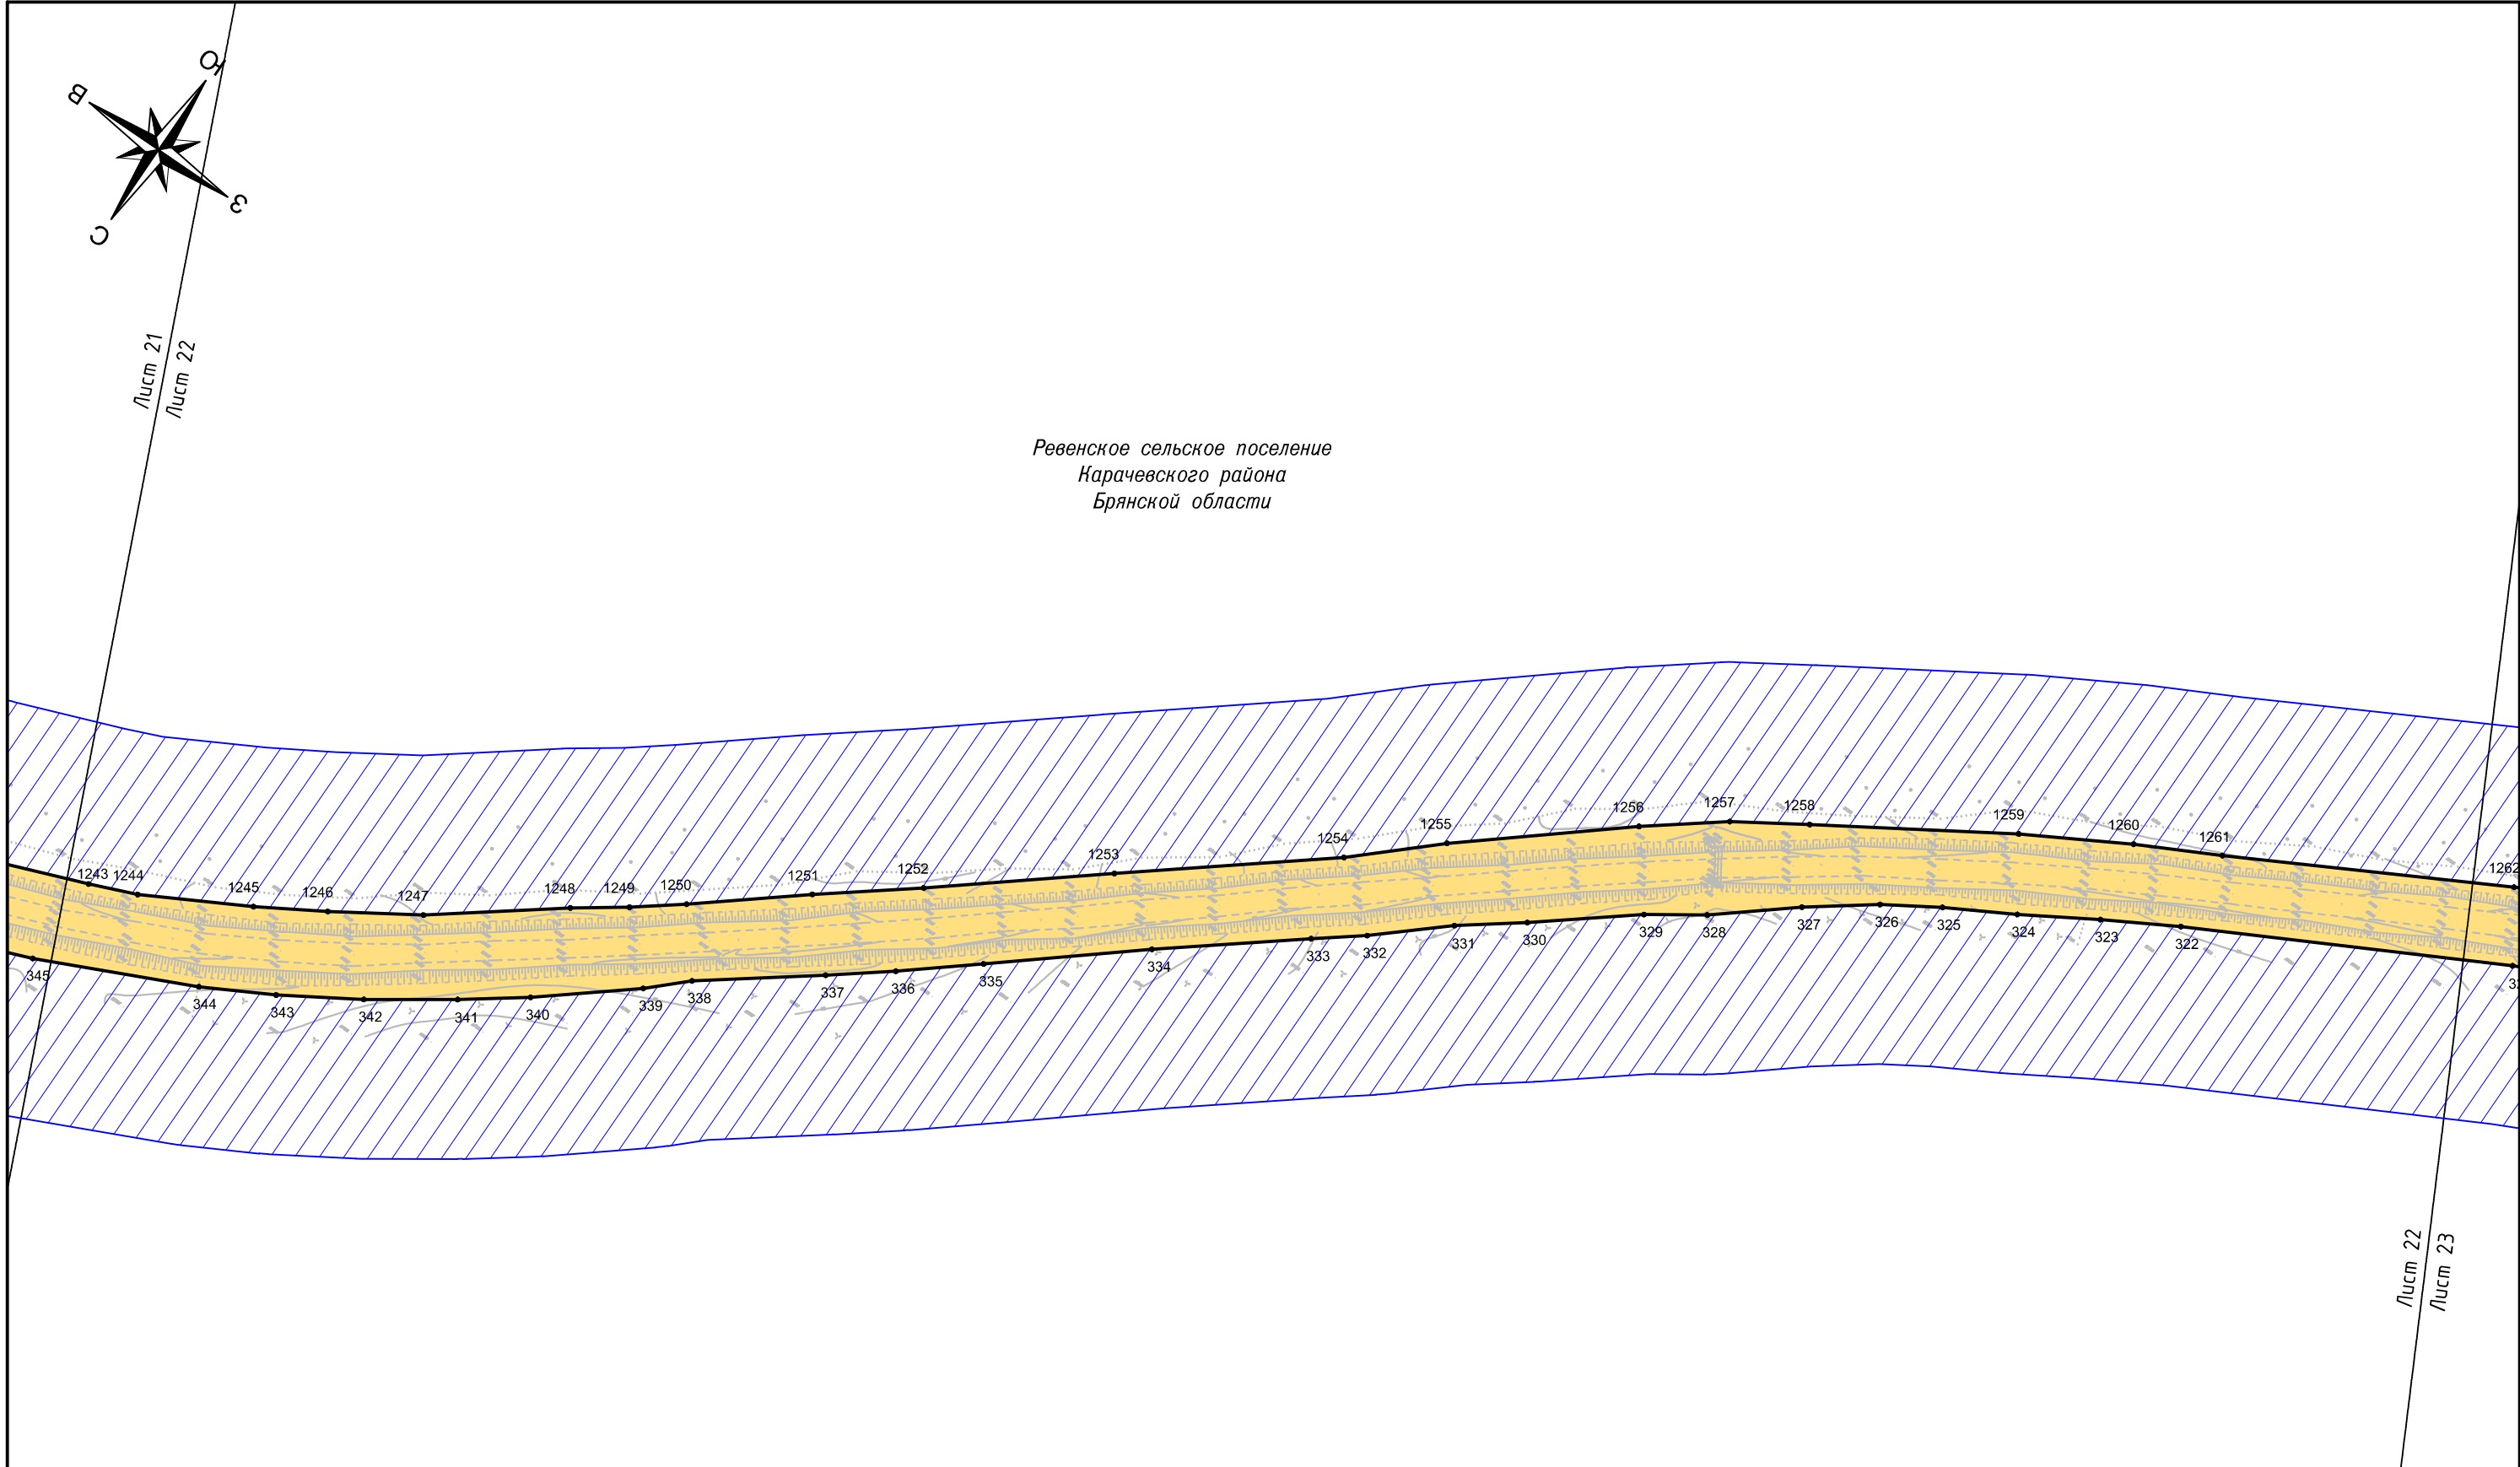 Ю
В
З
С
Лист 21
Лист 22
Ревенское сельское поселение
Карачевского района
Брянской области
1243 1244 1245 1246 1247 1248 1249 1250 1251 1252 1253 1254 1255 1256 1257 1258 1259 1260 1261 1262
345 344 343 342 341 340 339 338 337 336 335 334 333 332 331 330 329 328 327 326 325 324 323 322
Лист 22
Лист 23